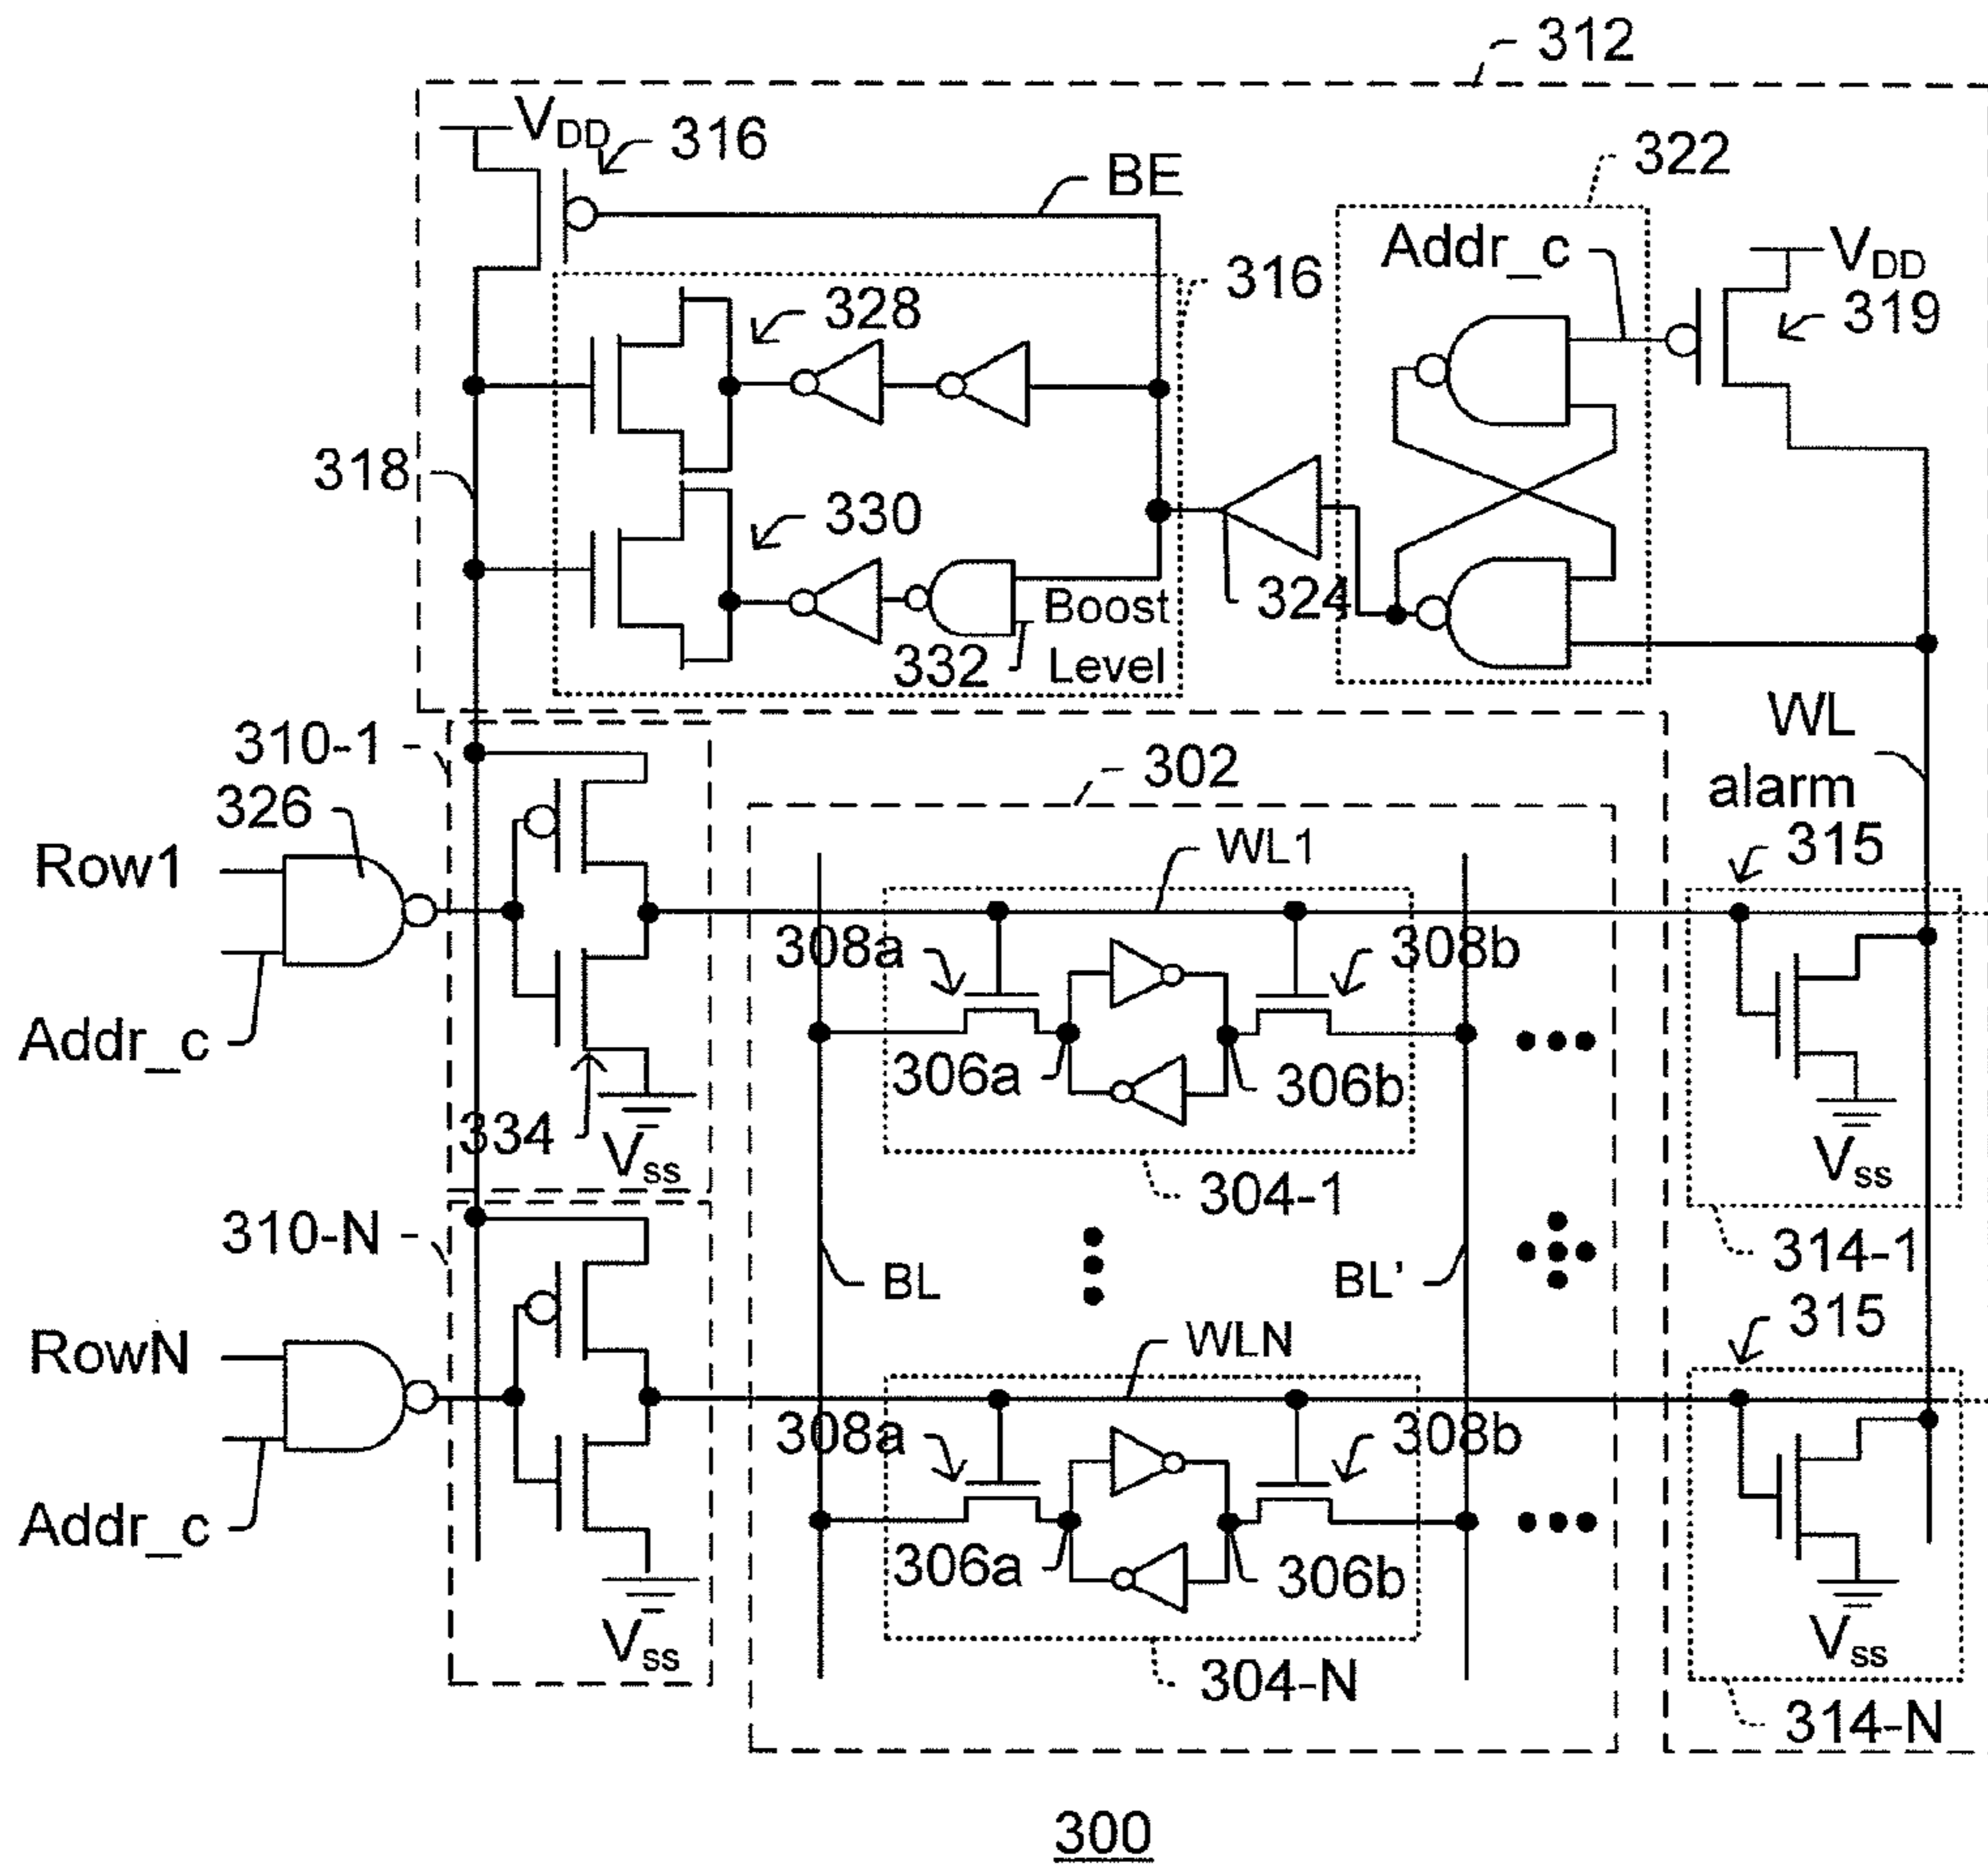 312
VDD
316
BE
322
Addr_c
VDD
319
328
316
318
330
324
Boost
Level
332
WL
alarm
310-1
326
302
315
Row1
WL1
308a
308b
Addr_c
306a
306b
334
Vss
Vss
304-1
314-1
310-N
BL
BL'
315
RowN
WLN
308a
308b
Addr_c
306a
306b
Vss
Vss
304-N
314-N
300